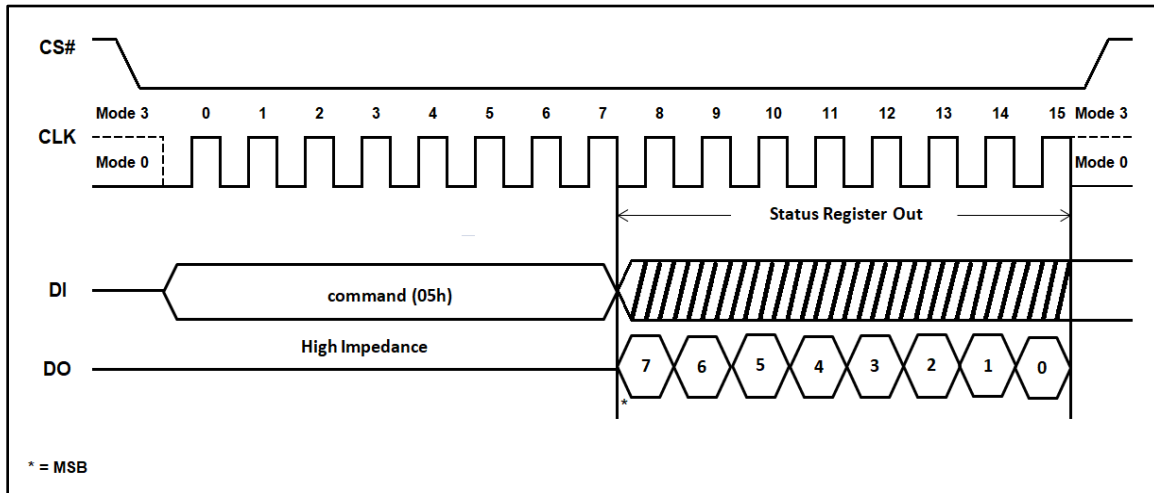 CS#
Mode 3 0 1 2 3 4 5 6 7 8 9 10 11 12 13 14 15 Mode 3
CLK
Mode 0 Mode 0
Status Register Out
DI command (05h)
High Impedance
DO 7 6 5 4 3 2 1 0
*
* = MSB